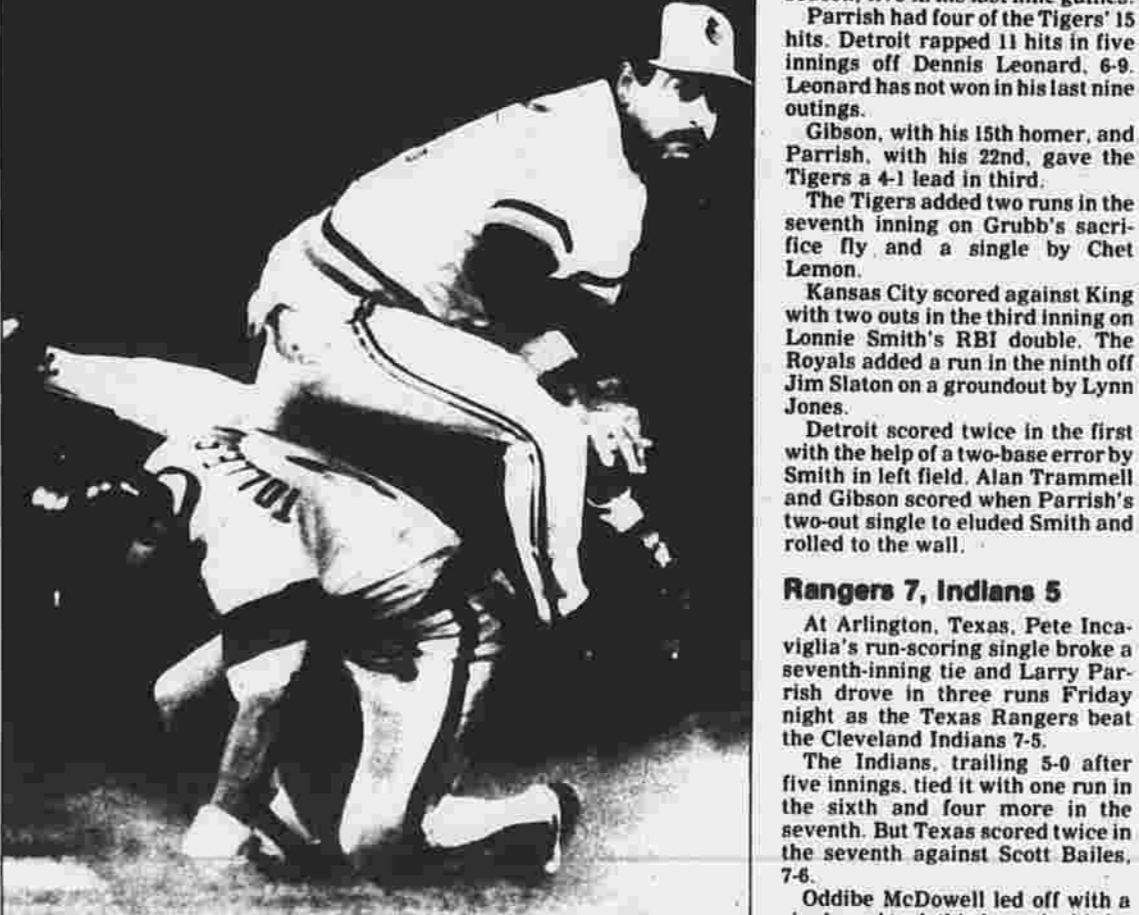 Parrish had four of the Tigers' 15
hits. Detroit rapped 11 hits in five
innings off Dennis Leonard, 6-9.
Leonard has not won in his last nine
outings.
Gibson, with his 15th homer, and
Parrish, with his 22nd, gave the
Tigers a 4-1 lead in third.
The Tigers added two runs in the
seventh inning on Grubb's sacri-
fice fly and a single by Chet
Lemon.
Kansas City scored against King
with two outs in the third inning on
Lonnie Smith's RBI double. The
Royals added a run in the ninth off
Jim Slaton on a groundout by Lynn
Jones.
Detroit scored twice in the first
with the help of a two-base error by
Smith in left field. Alan Trammell
and Gibson scored when Parrish's
two-out single to eluded Smith and
rolled to the wall.
Rangers 7, Indians 5
At Arlington, Texas, Pete Inca-
viglia's run-scoring single broke a
seventh-inning tie and Larry Par-
rish drove in three runs Friday
night as the Texas Rangers beat
the Cleveland Indians 7-5.
The Indians, trailing 5-0 after
five innings, tied it with one run in
the sixth and four more in the
seventh. But Texas scored twice in
the seventh against Scott Bailes,
7-6.
Oddibe McDowell led off with a